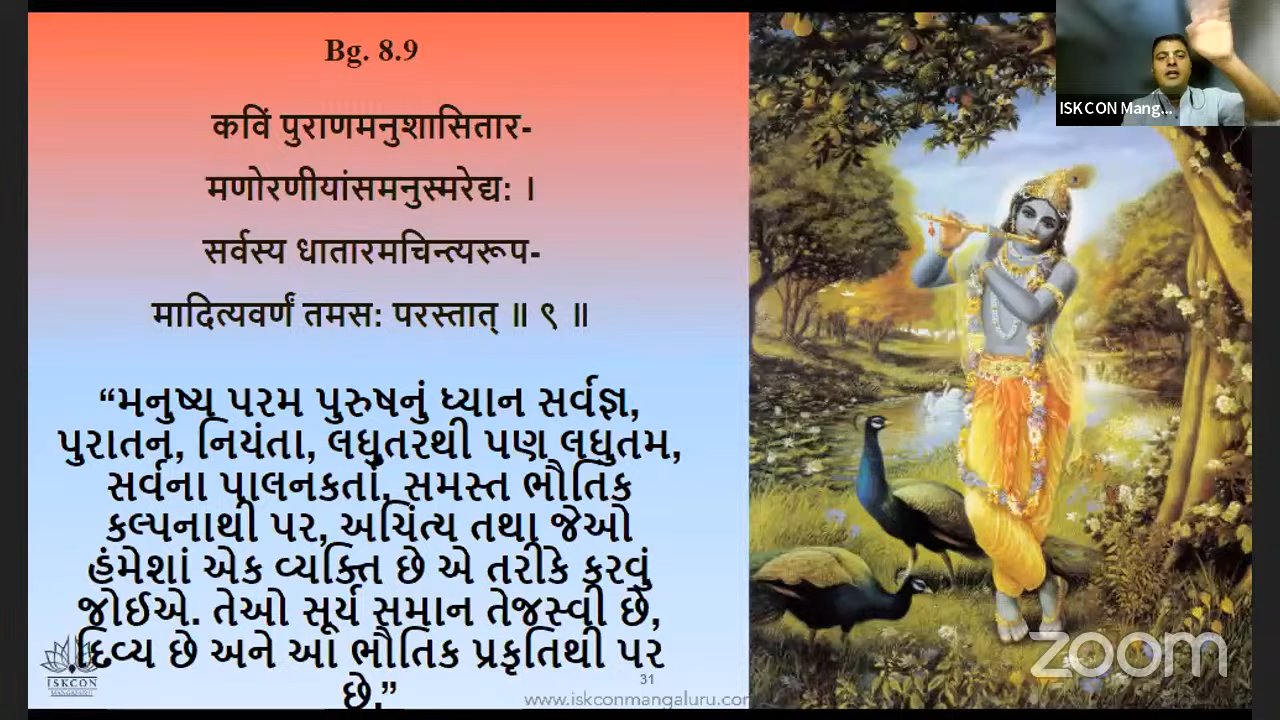 Bg. 8.9
कविं पुराणमनुशासितार-
मणोरणीयांसमनुस्मरेद्यः ।
सर्वस्य धातारमचिन्त्यरूप-
मादित्यवर्णं तमसः परस्तात् ॥ ९ ॥
“મનુષ્ય પરમ પુરુષનું ધ્યાન સર્વજ્ઞ,
પુરાતન, નિયંતા, લઘુતરથી પણ લઘુતમ,
સર્વના પાલનકર્તા, સમસ્ત ભૌતિક
કલ્પનાથી પર, અચિંત્ય તથા જેઓ
હંમેશાં એક વ્યક્તિ છે એ તરીકે કરવું
જોઈએ. તેઓ સૂર્ય સમાન તેજસ્વી છે,
દિવ્ય છે અને આ ભૌતિક પ્રકૃતિથી પર
છે.”
ISKCON
31
www.iskconmangaluru.com
ISKCON Mang...
zoom